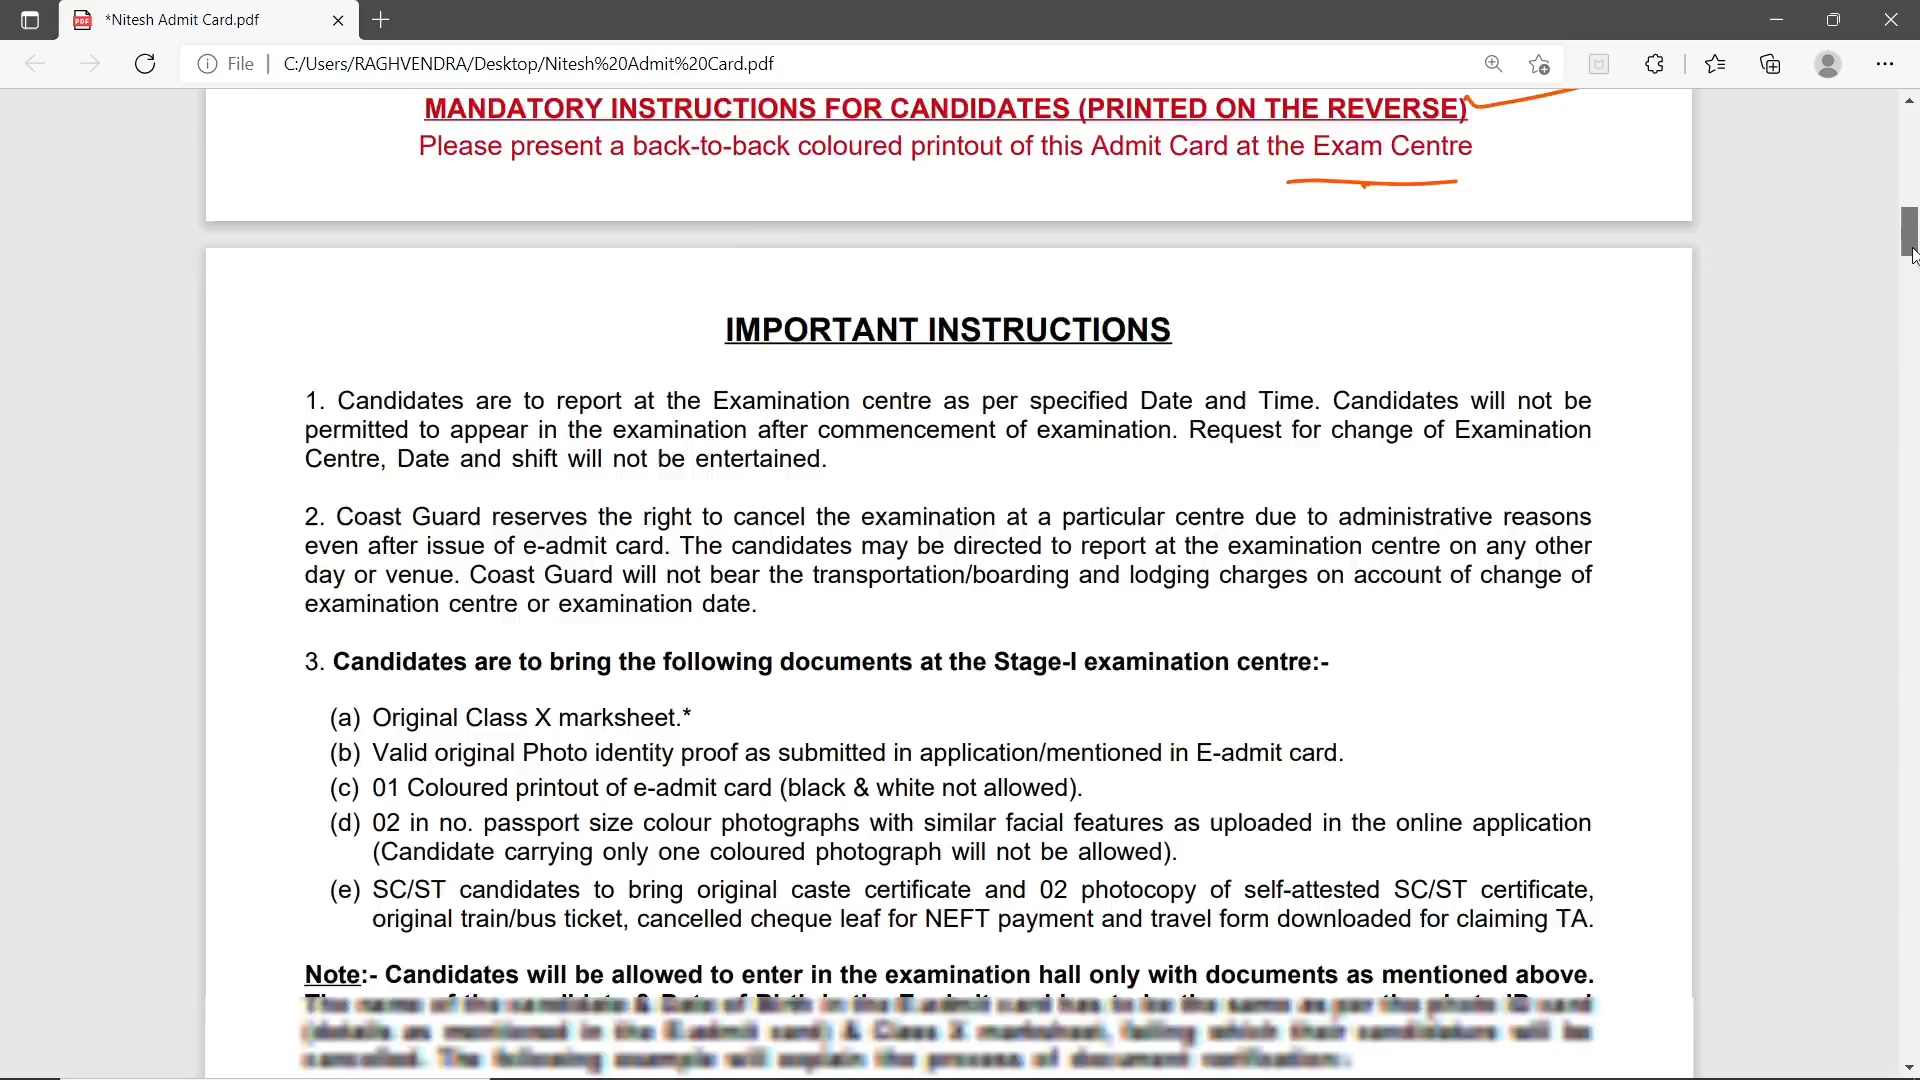 *Nitesh Admit Card.pdf
File | C:/Users/RAGHVENDRA/Desktop/Nitesh%20Admit%20Card.pdf
MANDATORY INSTRUCTIONS FOR CANDIDATES (PRINTED ON THE REVERSE)
Please present a back-to-back coloured printout of this Admit Card at the Exam Centre
IMPORTANT INSTRUCTIONS
1. Candidates are to report at the Examination centre as per specified Date and Time. Candidates will not be
permitted to appear in the examination after commencement of examination. Request for change of Examination
Centre, Date and shift will not be entertained.
2. Coast Guard reserves the right to cancel the examination at a particular centre due to administrative reasons
even after issue of e-admit card. The candidates may be directed to report at the examination centre on any other
day or venue. Coast Guard will not bear the transportation/boarding and lodging charges on account of change of
examination centre or examination date.
3. Candidates are to bring the following documents at the Stage-I examination centre:-
(a) Original Class X marksheet.*
(b) Valid original Photo identity proof as submitted in application/mentioned in E-admit card.
(c) 01 Coloured printout of e-admit card (black & white not allowed).
(d) 02 in no. passport size colour photographs with similar facial features as uploaded in the online application
(Candidate carrying only one coloured photograph will not be allowed).
(e) SC/ST candidates to bring original caste certificate and 02 photocopy of self-attested SC/ST certificate,
original train/bus ticket, cancelled cheque leaf for NEFT payment and travel form downloaded for claiming TA.
Note:- Candidates will be allowed to enter in the examination hall only with documents as mentioned above.